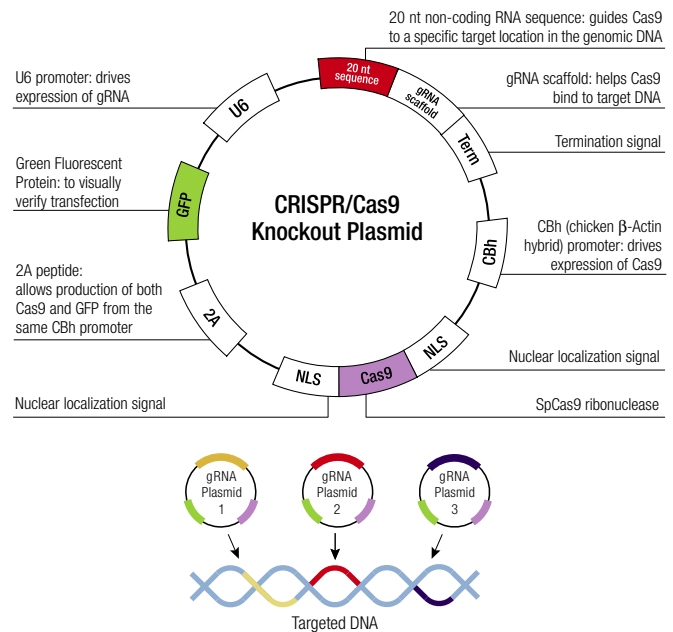 20 nt non-coding RNA sequence: guides Cas9
to a specific target location in the genomic DNA
U6 promoter: drives
expression of gRNA
gRNA scaffold: helps Cas9
bind to target DNA
Termination signal
Green Fluorescent
Protein: to visually
verify transfection
CBh (chicken β-Actin
hybrid) promoter: drives
expression of Cas9
2A peptide:
allows production of both
Cas9 and GFP from the
same CBh promoter
Nuclear localization signal
Nuclear localization signal
SpCas9 ribonuclease
20 nt
sequence
gRNA
scaffold
Term
CBh
NLS
Cas9
NLS
2A
GFP
U6
CRISPR/Cas9
Knockout Plasmid
gRNA
Plasmid
1
gRNA
Plasmid
2
gRNA
Plasmid
3
Targeted DNA